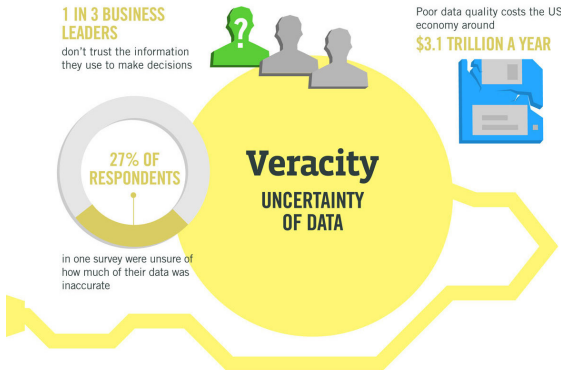 1 IN 3 BUSINESS
LEADERS
don't trust the information
they use to make decisions
?
Poor data quality costs the US
economy around
$3.1 TRILLION A YEAR
27% OF
RESPONDENTS
in one survey were unsure of
how much of their data was
inaccurate
Veracity
UNCERTAINTY
OF DATA